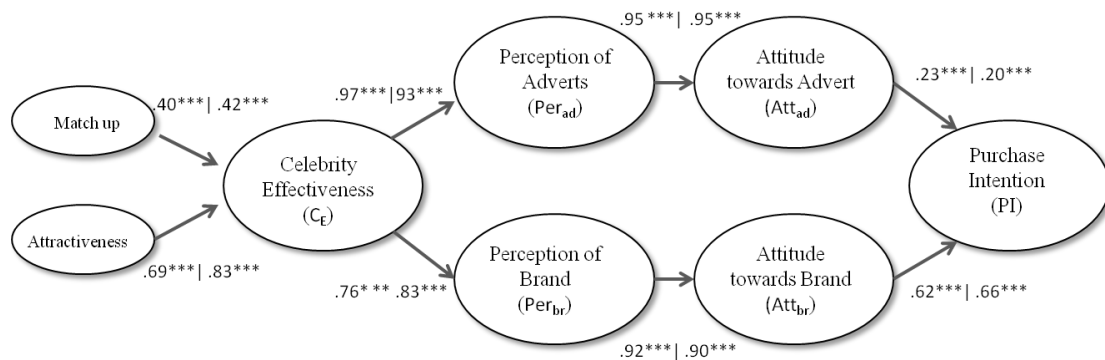 .95 ***| .95***
Perception of
Adverts
(Perad)
Attitude
towards Advert
(Attad)
.40***| .42***
.97***|93***
.23***| .20***
Match up
Celebrity
Effectiveness
(CE)
Purchase
Intention
(PI)
Attractiveness
.69***| .83***
.76* ** .83***
Perception of
Brand
(Perbr)
Attitude
towards Brand
(Attbr)
.62***| .66***
.92***| .90***